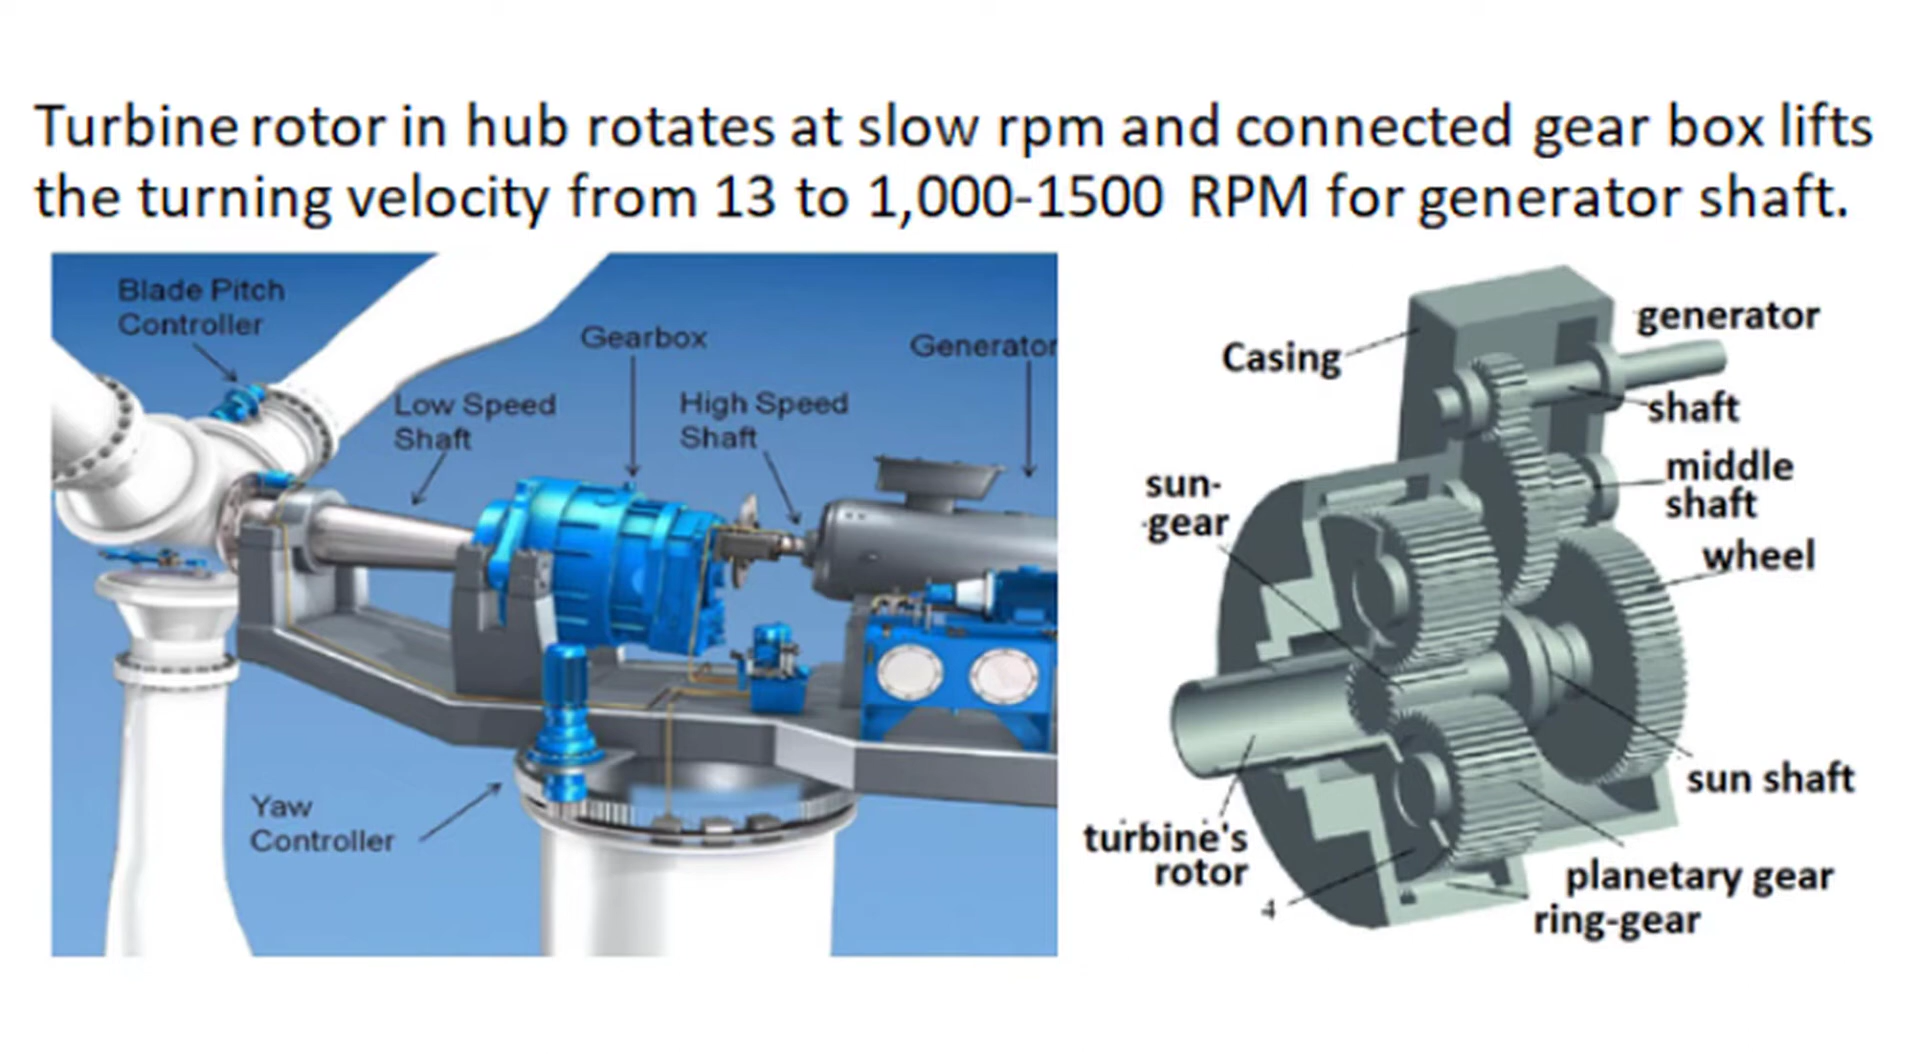 Turbine rotor in hub rotates at slow rpm and connected gear box lifts
the turning velocity from 13 to 1,000-1500 RPM for generator shaft.
Blade Pitch
Controller
Low Speed
Shaft
Gearbox
High Speed
Shaft
Generator
Yaw
Controller
Casing
generator
shaft
sun-
gear
middle
shaft
wheel
sun shaft
turbine's
rotor
4
planetary gear
ring-gear